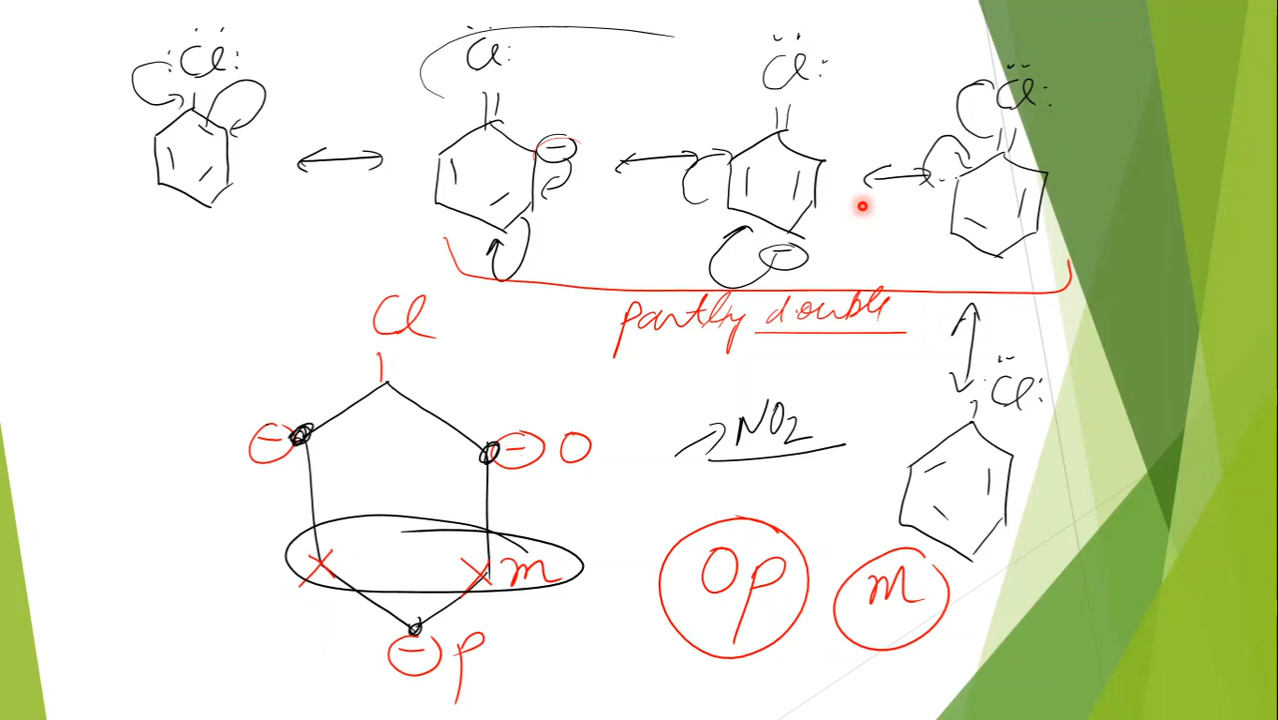 :Cl:
Cl:
Cl:
Cl:
partly double
Cl
Cl:
NO2
− − O
m
− p
Op m